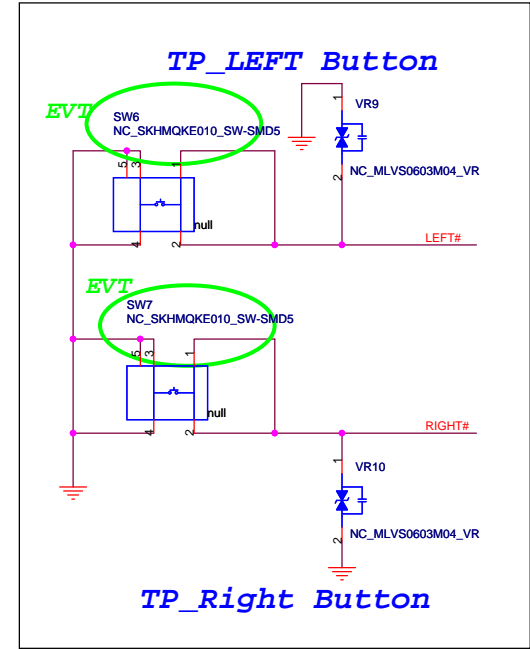 TP_LEFT Button
EVT
SW6
NC_SKHMQKE010_SW-SMD5
1
VR9
NC_MLVS0603M04_VR
2
5
3
1
null
4
2
LEFT#
EVT
SW7
NC_SKHMQKE010_SW-SMD5
5
3
1
null
4
2
RIGHT#
1
VR10
NC_MLVS0603M04_VR
2
TP_Right Button